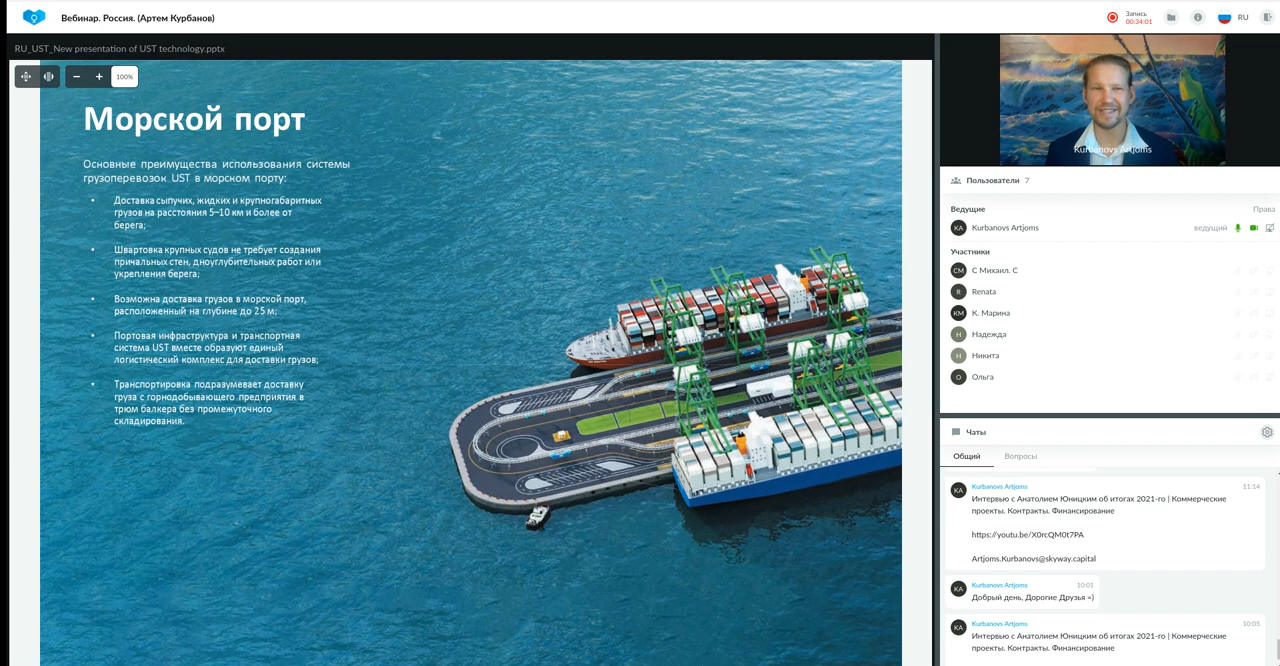 Вебинар. Россия. (Артем Курбанов)
Запись
00:34:01
RU
RU_UST_New presentation of UST technology.pptx
100%
Морской порт
Основные преимущества использования системы
грузоперевозок UST в морском порту:
• Доставка сыпучих, жидких и крупногабаритных
грузов на расстояния 5–10 км и более от
берега;
• Швартовка крупных судов не требует создания
причальных стен, дноуглубительных работ или
укрепления берега;
• Возможна доставка грузов в морской порт,
расположенный на глубине до 25 м;
• Портовая инфраструктура и транспортная
система UST вместе образуют единый
логистический комплекс для доставки грузов;
• Транспортировка подразумевает доставку
груза с горнодобывающего предприятия в
трюм балкера без промежуточного
складирования.
Kurbanovs Artjoms
Пользователи 7
Ведущие Права
KA Kurbanovs Artjoms ведущий
Участники
СМ С Михаил. С
R Renata
КМ К. Марина
Н Надежда
Н Никита
О Ольга
Чаты
Общий Вопросы
KA Kurbanovs Artjoms 11:14
Интервью с Анатолием Юницким об итогах 2021-го | Коммерческие
проекты. Контракты. Финансирование
https://youtu.be/X0rcQM0t7PA
Artjoms.Kurbanovs@skyway.capital
KA Kurbanovs Artjoms 10:01
Добрый день, Дорогие Друзья =)
KA Kurbanovs Artjoms 10:05
Интервью с Анатолием Юницким об итогах 2021-го | Коммерческие
проекты. Контракты. Финансирование